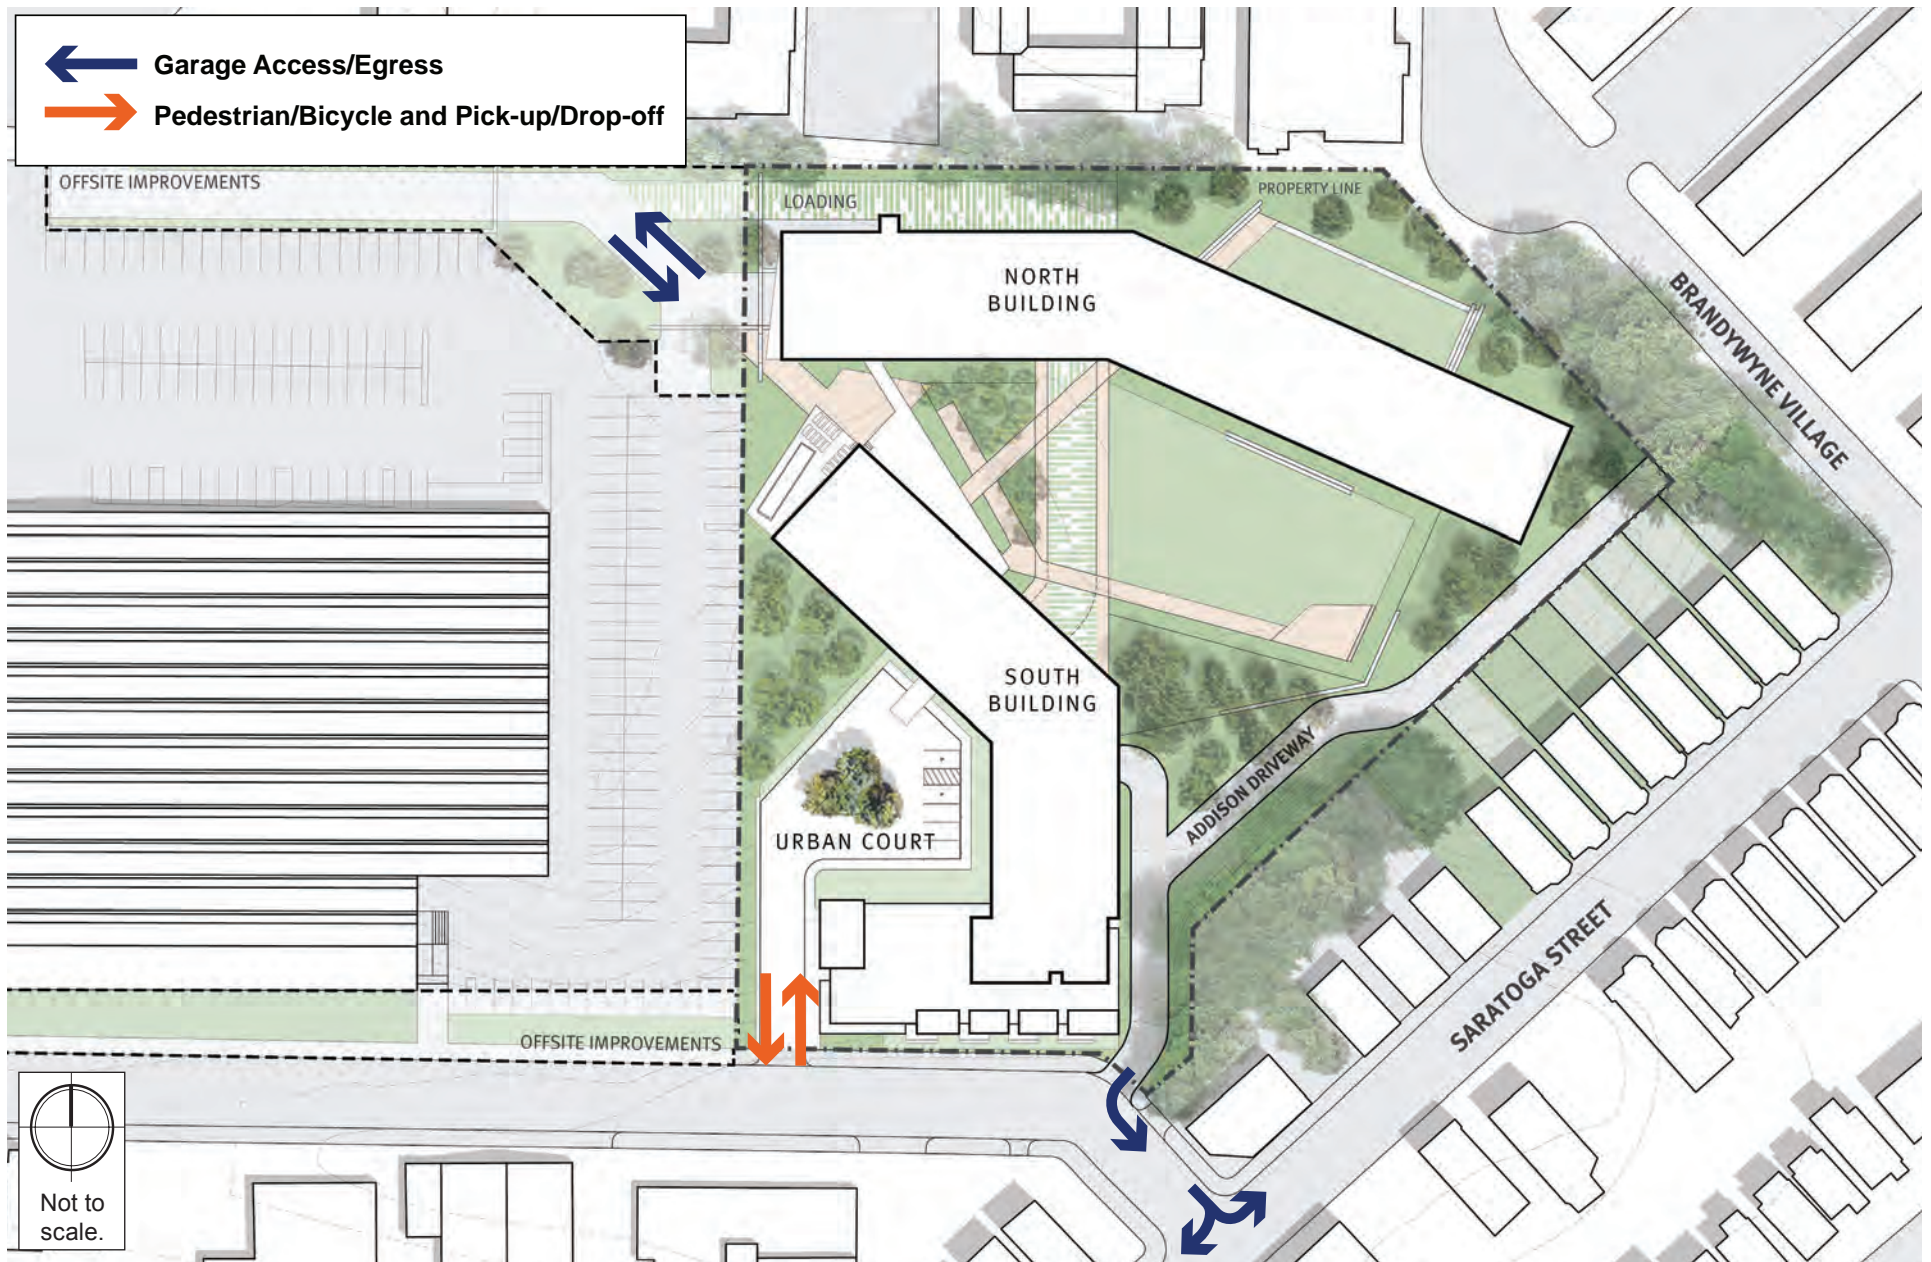 Garage Access/Egress
Pedestrian/Bicycle and Pick-up/Drop-off
OFFSITE IMPROVEMENTS
LOADING
PROPERTY LINE
NORTH
BUILDING
BRANDYWYNE VILLAGE
SOUTH
BUILDING
ADDISON DRIVEWAY
URBAN COURT
SARATOGA STREET
OFFSITE IMPROVEMENTS
Not to
scale.